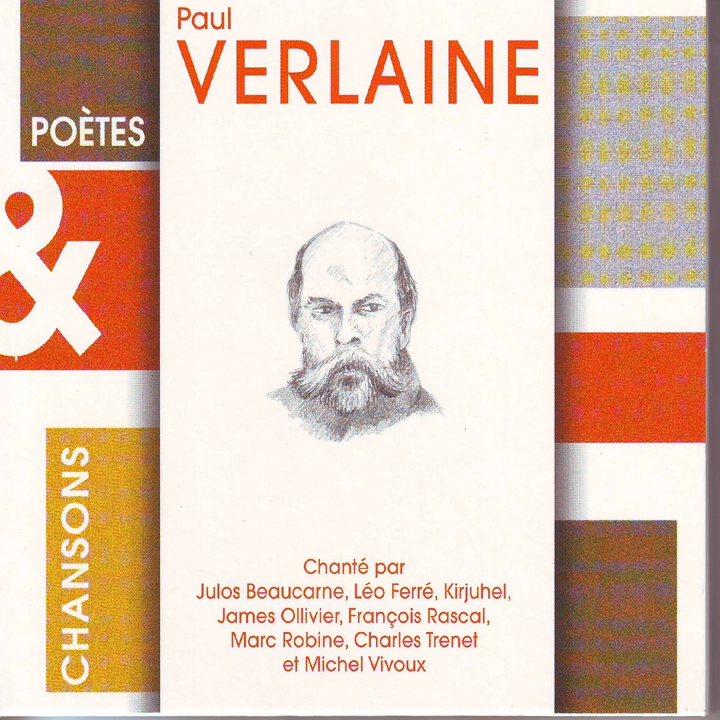 Paul
VERLAINE
POÈTES
&
CHANSONS
Chanté par
Julos Beaucarne, Léo Ferré, Kirjuhel,
James Ollivier, François Rascal,
Marc Robine, Charles Trenet
et Michel Vivoux